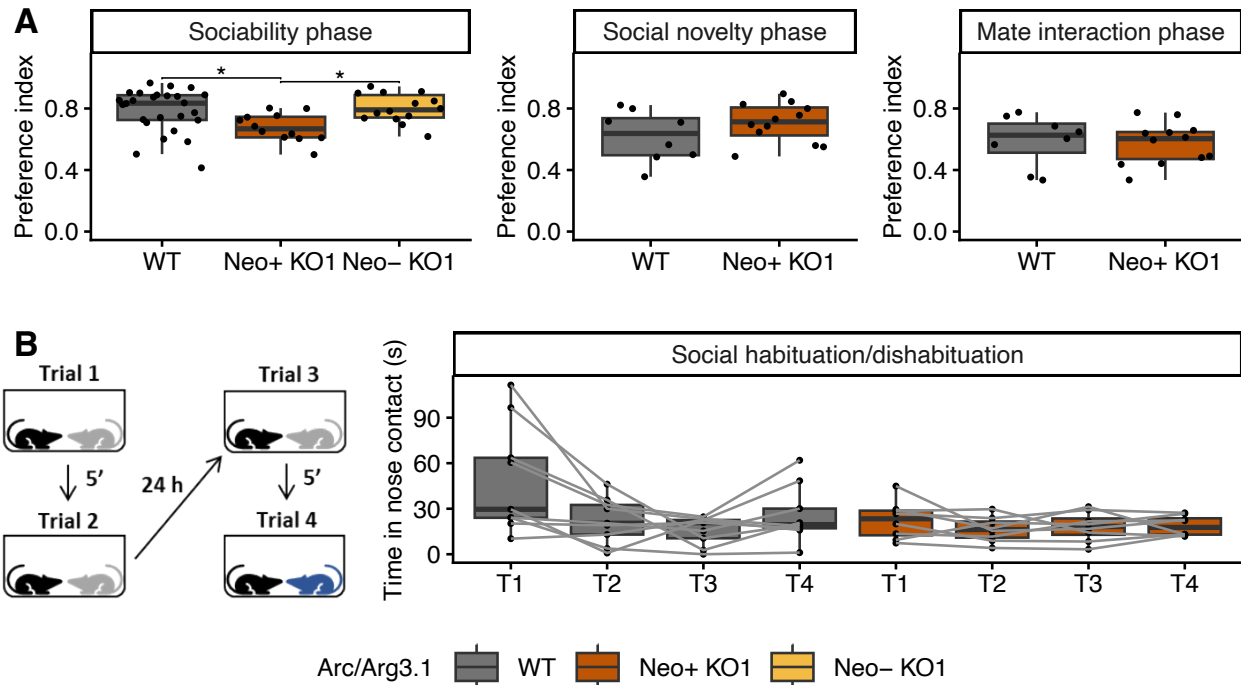 A
Sociability phase
Social novelty phase
Mate interaction phase
Preference index
0.8
0.4
0.0
WT
Neo+ KO1
Neo− KO1
*
*
Preference index
0.8
0.4
0.0
WT
Neo+ KO1
Preference index
0.8
0.4
0.0
WT
Neo+ KO1
B
Trial 1
Trial 3
5’
24 h
5’
Trial 2
Trial 4
Social habituation/dishabituation
Time in nose contact (s)
90
60
30
0
T1
T2
T3
T4
T1
T2
T3
T4
Arc/Arg3.1
WT
Neo+ KO1
Neo− KO1